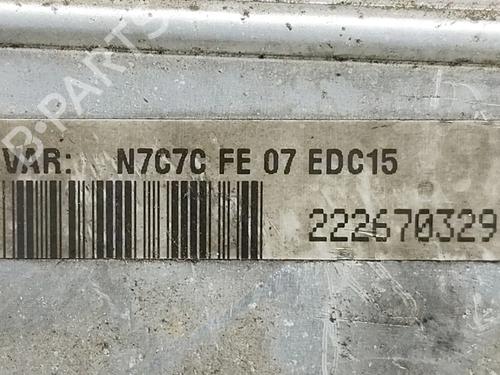 B-PARTS
VAR: N7C7C FE 07 EDC15
222670329